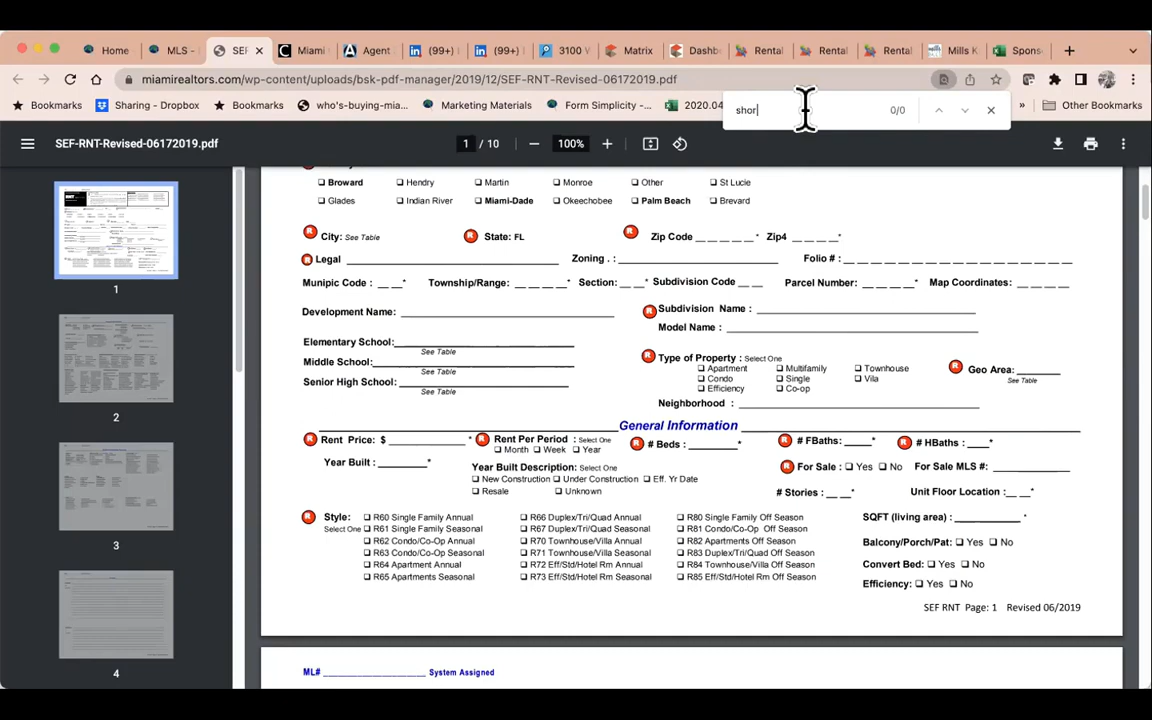 Home
MLS -
SEF
Miami
Agent
(99+)
(99+)
3100 V
Matrix
Dashb
Rental
Rental
Rental
Mills K
Spons
miamirealtors.com/wp-content/uploads/bsk-pdf-manager/2019/12/SEF-RNT-Revised-06172019.pdf
Bookmarks
Sharing - Dropbox
Bookmarks
who's-buying-mia...
Marketing Materials
Form Simplicity -...
2020.04
» Other Bookmarks
shor 0/0
SEF-RNT-Revised-06172019.pdf 1 / 10 − 100% +
1
2
3
4
Broward Hendry Martin Monroe Other St Lucie
Glades Indian River Miami-Dade Okeechobee Palm Beach Brevard
R City: See Table R State: FL R Zip Code _ _ _ _ _* Zip4 _ _ _ _*
R Legal Zoning . : Folio # : _ _ _ _ _ _ _ _ _ _ _ _ _
Munipic Code : _ _* Township/Range: _ _ _ _ _* Section: _ _* Subdivision Code _ _ Parcel Number: _ _ _ _* Map Coordinates: _ _ _ _
Development Name: R Subdivision Name :
Model Name :
Elementary School:
See Table
Middle School:
See Table
Senior High School:
See Table
R Type of Property : Select One
Apartment Multifamily Townhouse
Condo Single Vila
Efficiency Co-op
R Geo Area:
See Table
Neighborhood :
General Information
R Rent Price: $ * R Rent Per Period : Select One R # Beds : * R # FBaths: * R # HBaths : *
Month Week Year
Year Built : * Year Built Description: Select One R For Sale : Yes No For Sale MLS #:
New Construction Under Construction Eff. Yr Date
Resale Unknown # Stories : * Unit Floor Location : *
R Style: R60 Single Family Annual R66 Duplex/Tri/Quad Annual R80 Single Family Off Season SQFT (living area) : *
Select One R61 Single Family Seasonal R67 Duplex/Tri/Quad Seasonal R81 Condo/Co-Op Off Season
R62 Condo/Co-Op Annual R70 Townhouse/Villa Annual R82 Apartments Off Season Balcony/Porch/Pat: Yes No
R63 Condo/Co-Op Seasonal R71 Townhouse/Villa Seasonal R83 Duplex/Tri/Quad Off Season
R64 Apartment Annual R72 Eff/Std/Hotel Rm Annual R84 Townhouse/Villa Off Season Convert Bed: Yes No
R65 Apartments Seasonal R73 Eff/Std/Hotel Rm Seasonal R85 Eff/Std/Hotel Rm Off Season Efficiency: Yes No
SEF RNT Page: 1 Revised 06/2019
ML# System Assigned